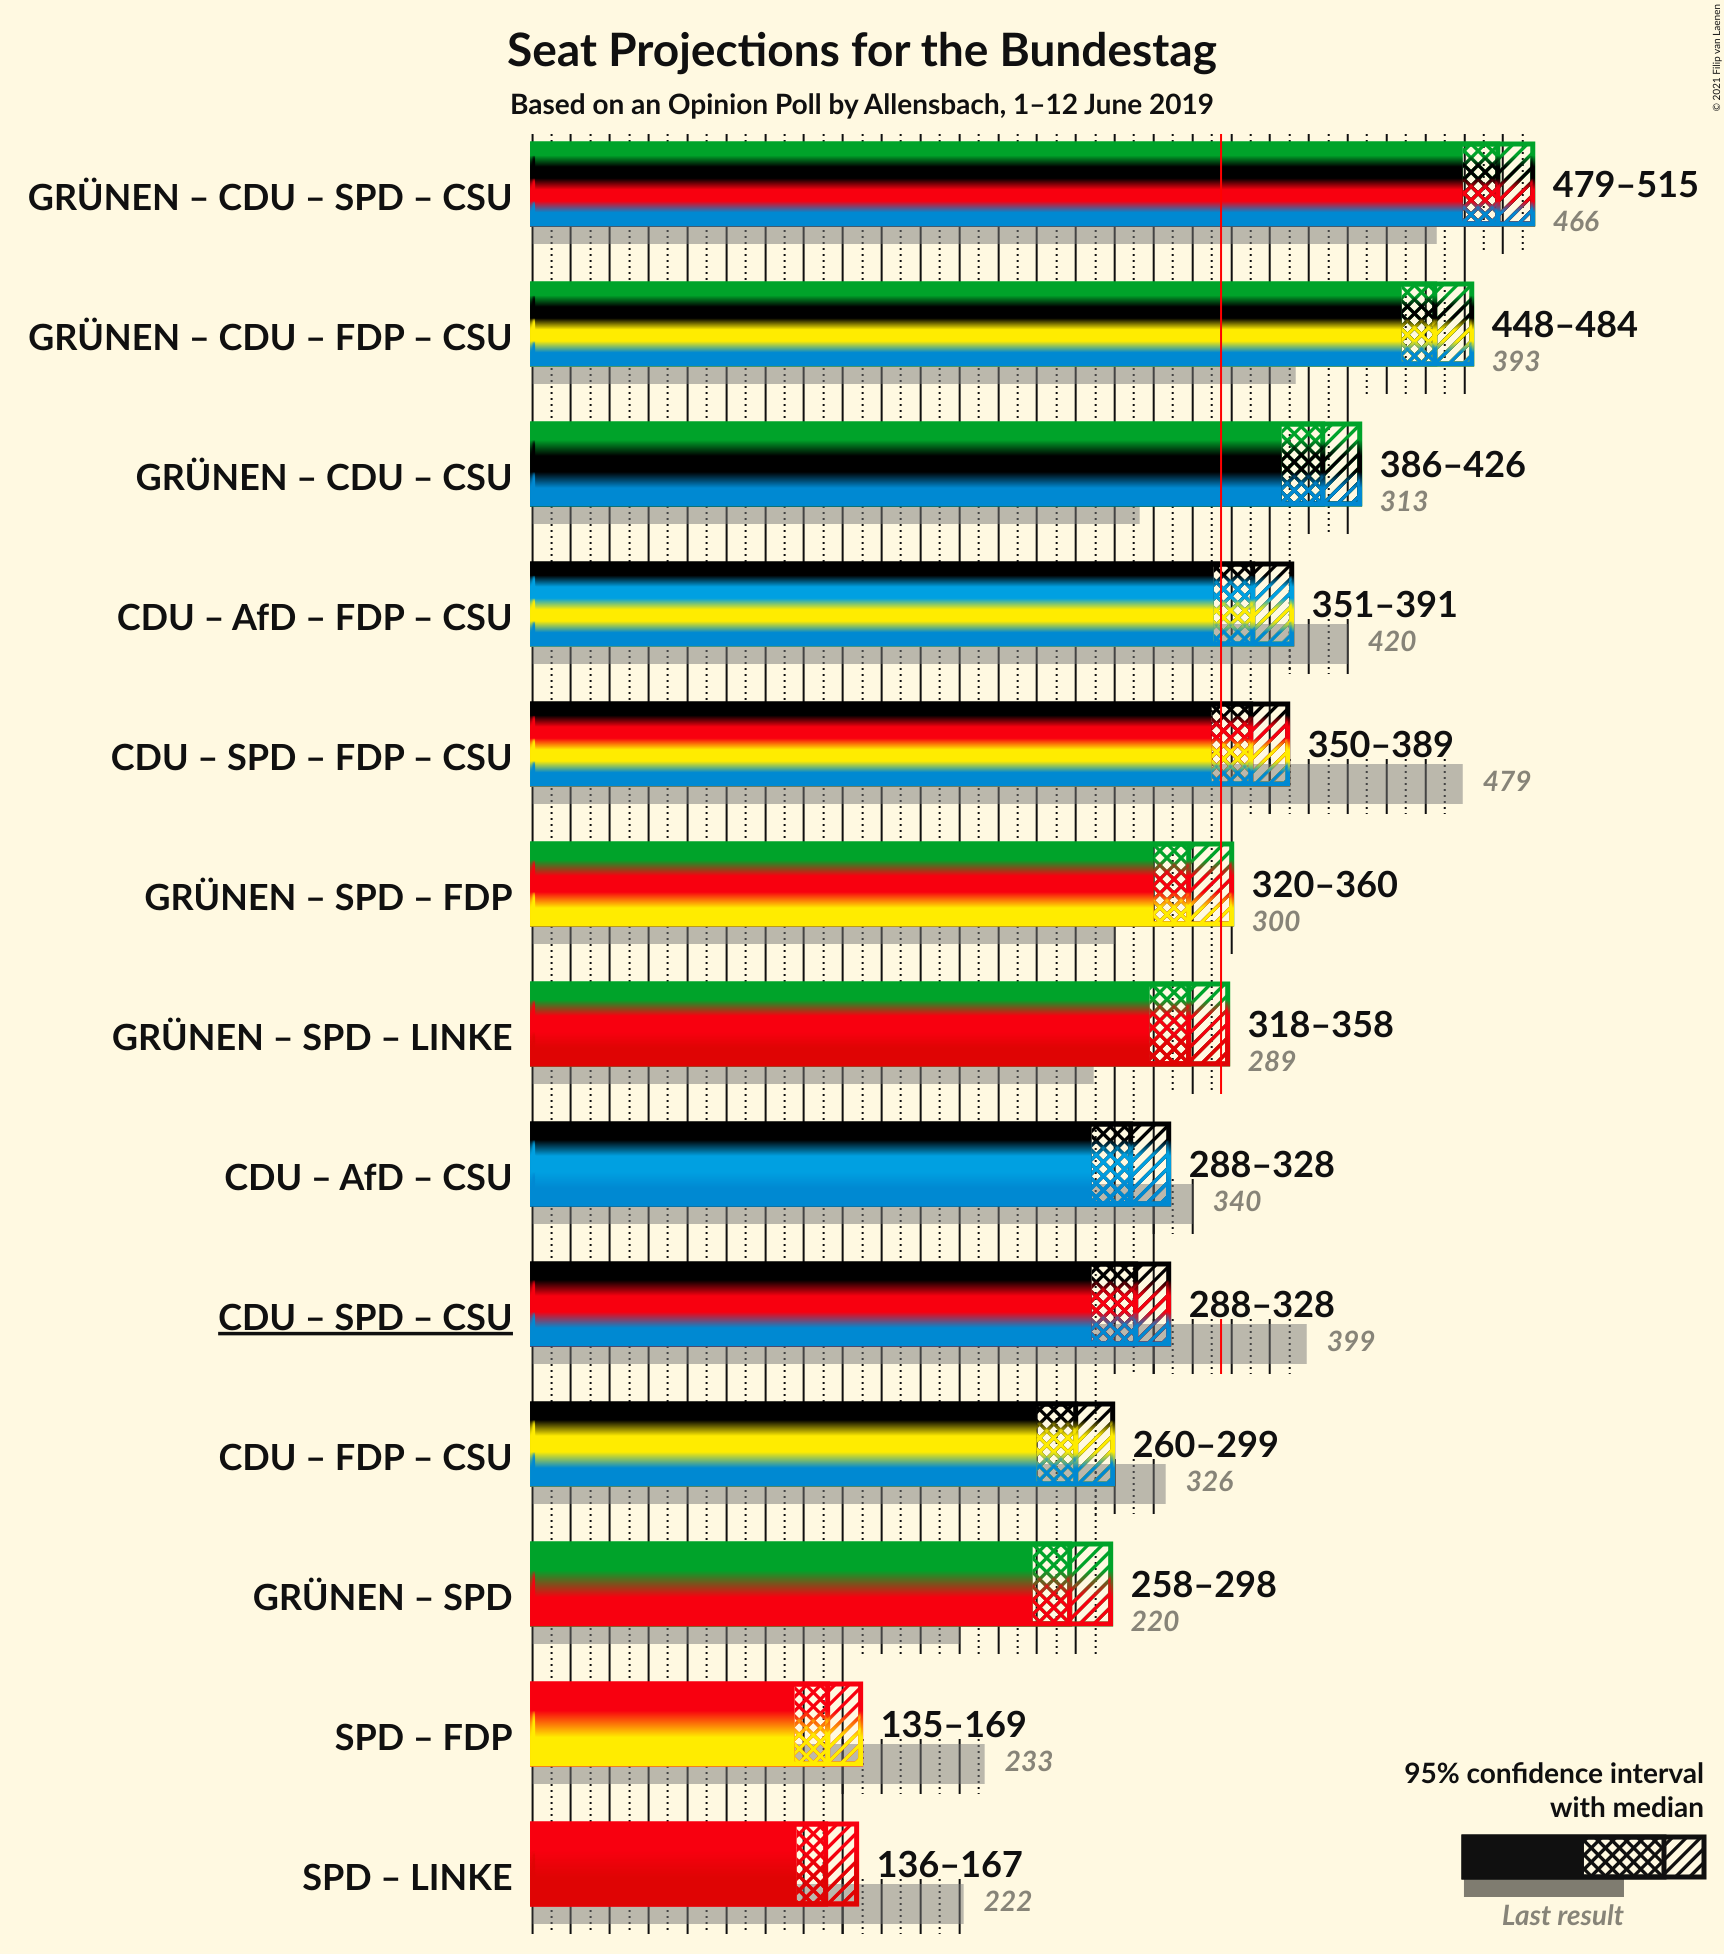 Seat Projections for the Bundestag
Based on an Opinion Poll by Allensbach, 1–12 June 2019
© 2021 Filip van Laenen
GRÜNEN – CDU – SPD – CSU
479–515
466
GRÜNEN – CDU – FDP – CSU
448–484
393
GRÜNEN – CDU – CSU
386–426
313
CDU – AfD – FDP – CSU
351–391
420
CDU – SPD – FDP – CSU
350–389
479
GRÜNEN – SPD – FDP
320–360
300
GRÜNEN – SPD – LINKE
318–358
289
CDU – AfD – CSU
288–328
340
CDU – SPD – CSU
288–328
399
CDU – FDP – CSU
260–299
326
GRÜNEN – SPD
258–298
220
SPD – FDP
135–169
233
SPD – LINKE
136–167
222
95% confidence interval
with median
Last result